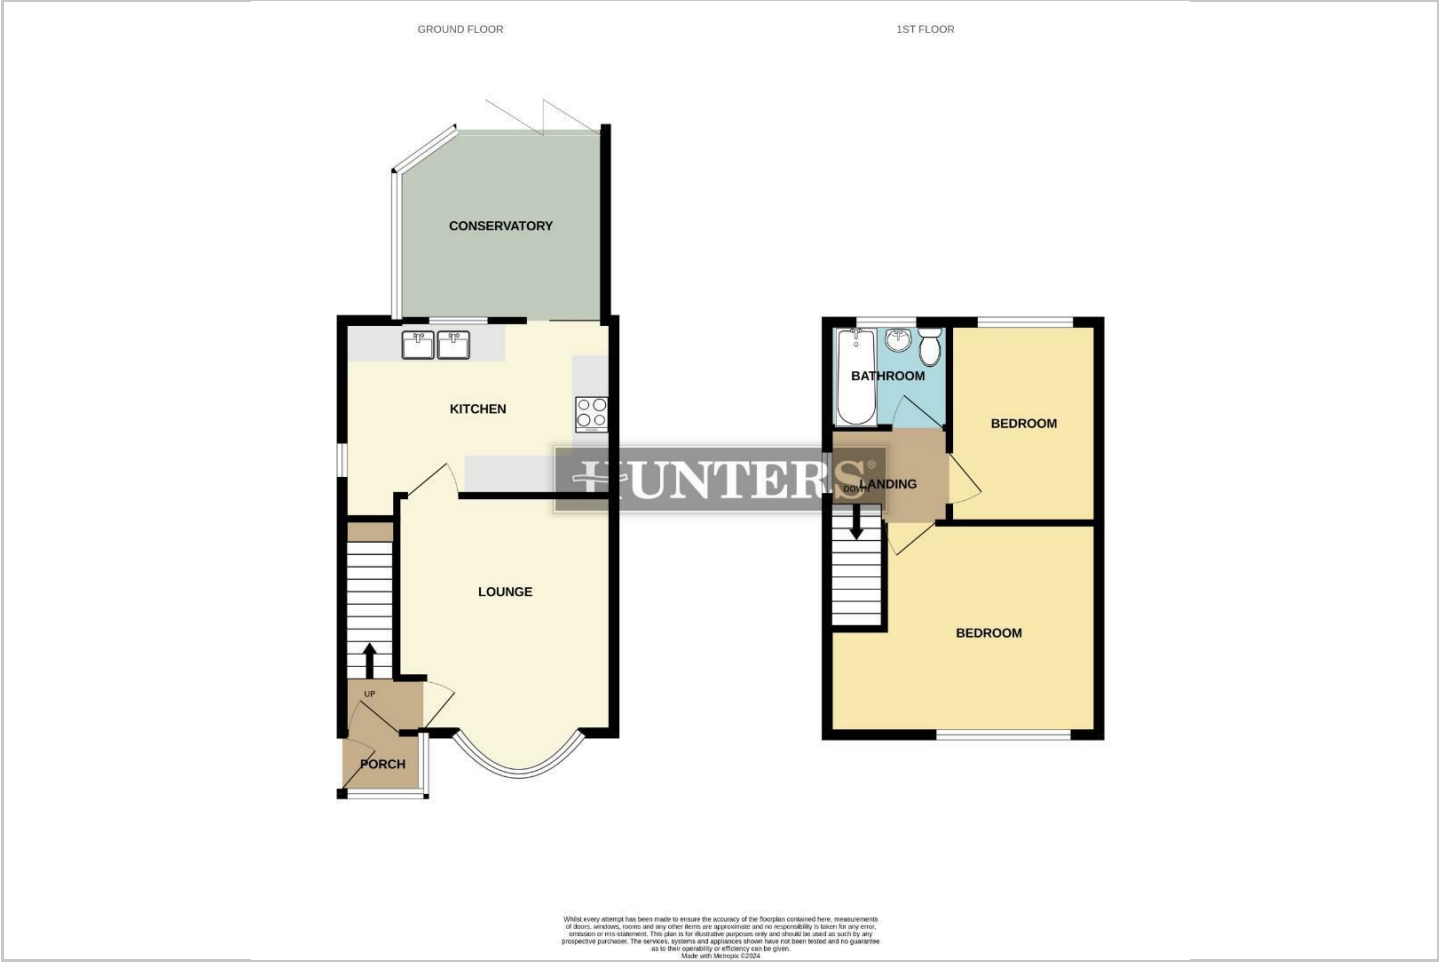 GROUND FLOOR
1ST FLOOR
CONSERVATORY
KITCHEN
LOUNGE
UP
PORCH
BATHROOM
BEDROOM
DOWN
LANDING
BEDROOM
HUNTERS®
Whilst every attempt has been made to ensure the accuracy of the floorplan contained here, measurements
of doors, windows, rooms and any other items are approximate and no responsibility is taken for any error,
omission or mis-statement. This plan is for illustrative purposes only and should be used as such by any
prospective purchaser. The services, systems and appliances shown have not been tested and no guarantee
as to their operability or efficiency can be given.
Made with Metropix ©2024